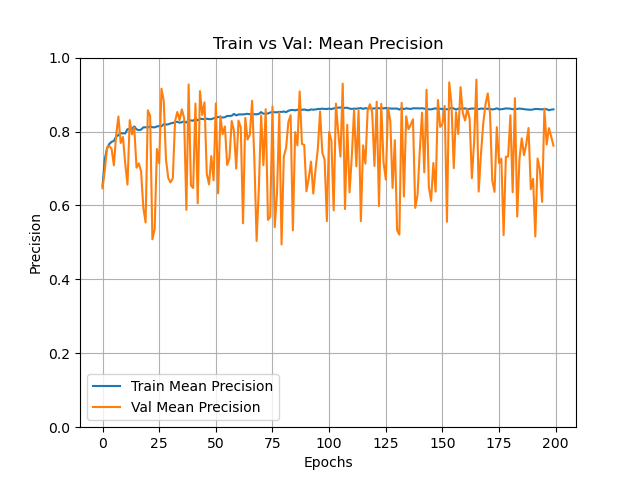 Train vs Val: Mean Precision
1.0
0.8
0.6
0.4
0.2
0.0
Precision
Train Mean Precision
Val Mean Precision
0 25 50 75 100 125 150 175 200
Epochs